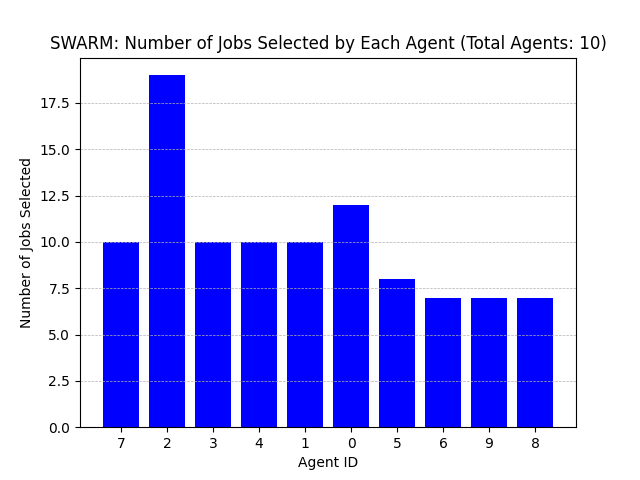 SWARM: Number of Jobs Selected by Each Agent (Total Agents: 10)
Number of Jobs Selected
17.5
15.0
12.5
10.0
7.5
5.0
2.5
0.0
7 2 3 4 1 0 5 6 9 8
Agent ID